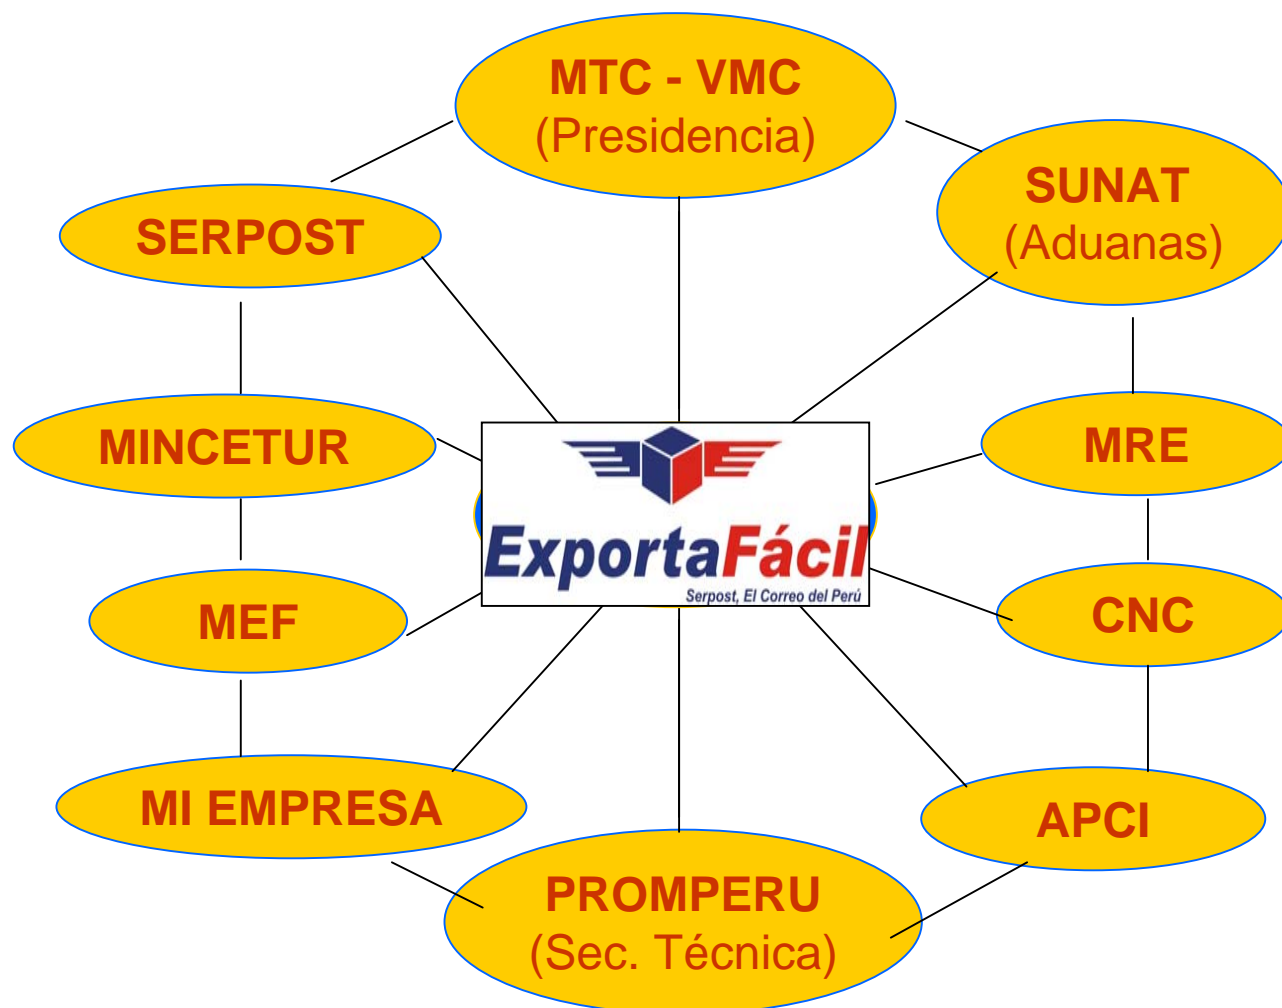 MTC - VMC
(Presidencia)
SUNAT
(Aduanas)
SERPOST
MINCETUR
MRE
ExportaFácil
Serpost, El Correo del Perú
MEF
CNC
MI EMPRESA
APCI
PROMPERU
(Sec. Técnica)